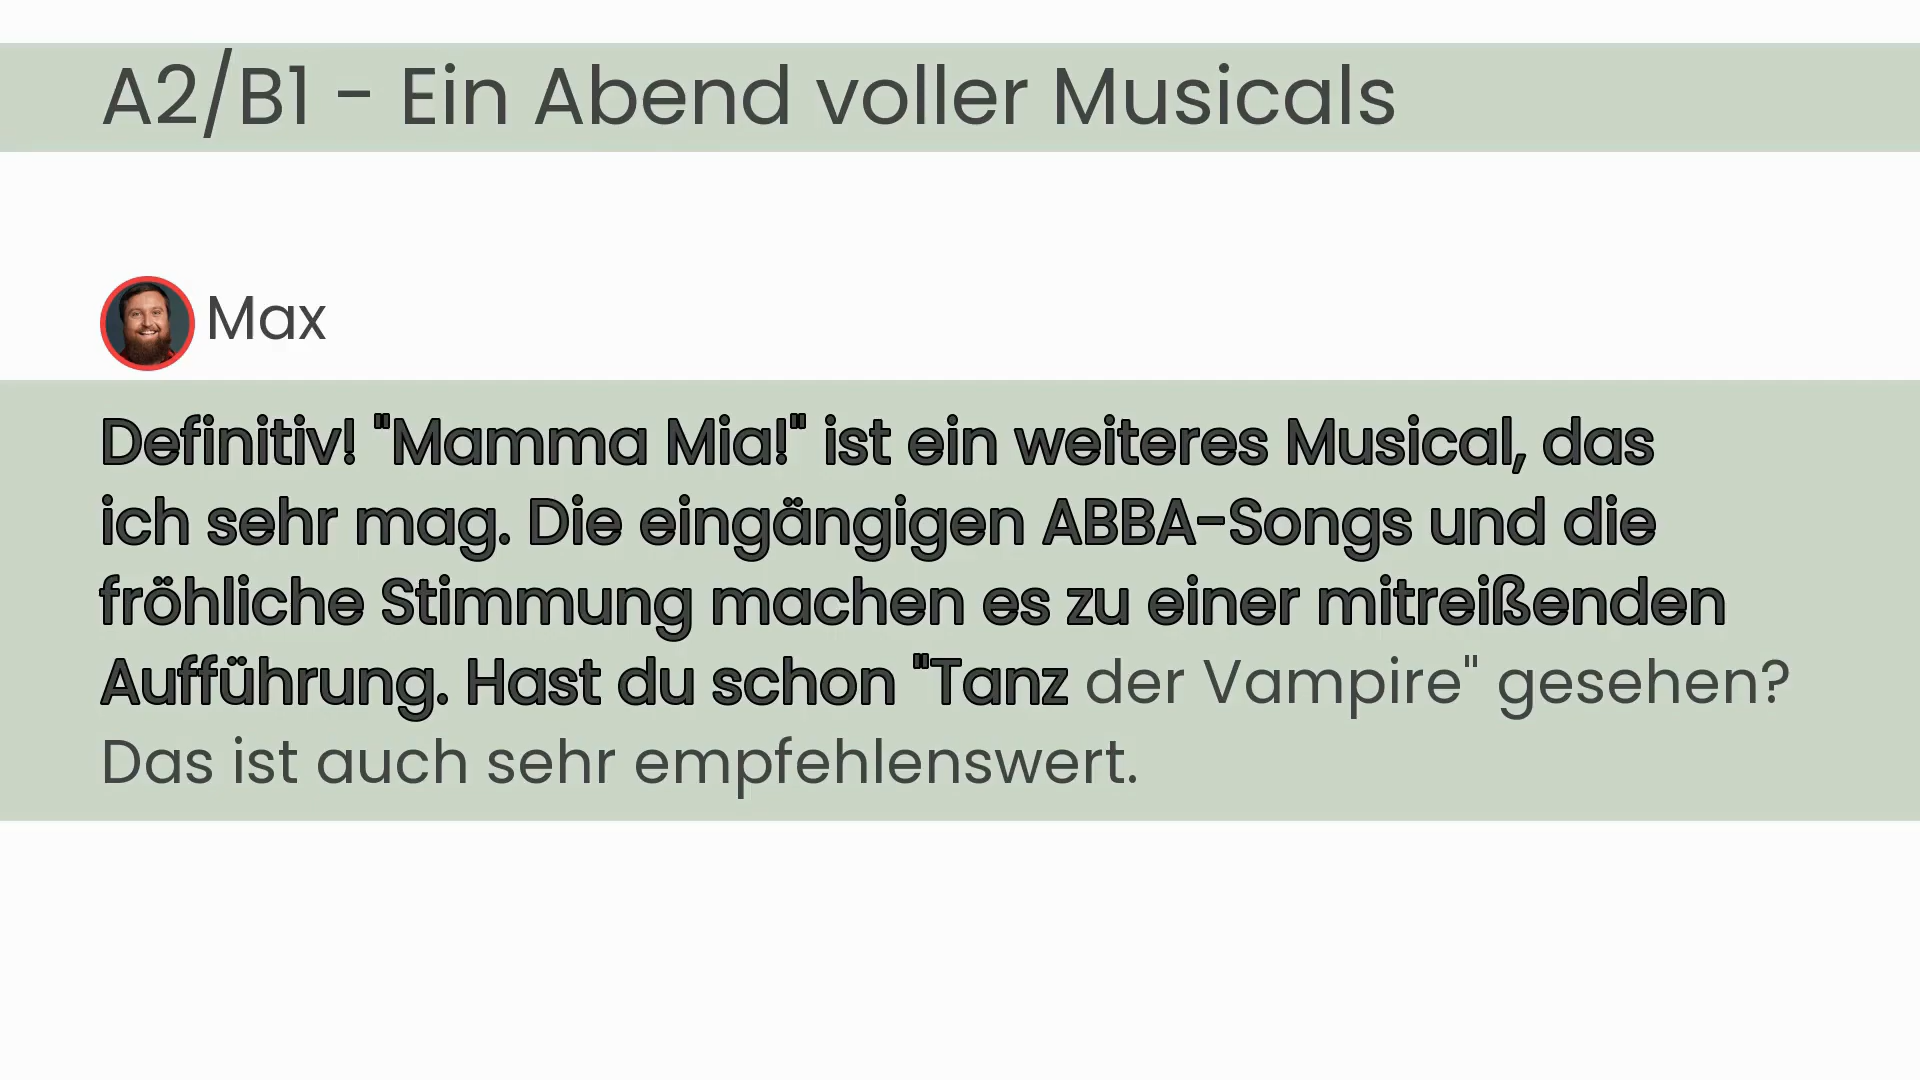 A2/B1 - Ein Abend voller Musicals
Max
Definitiv! "Mamma Mia!" ist ein weiteres Musical, das
ich sehr mag. Die eingängigen ABBA-Songs und die
fröhliche Stimmung machen es zu einer mitreißenden
Aufführung. Hast du schon "Tanz der Vampire" gesehen?
Das ist auch sehr empfehlenswert.